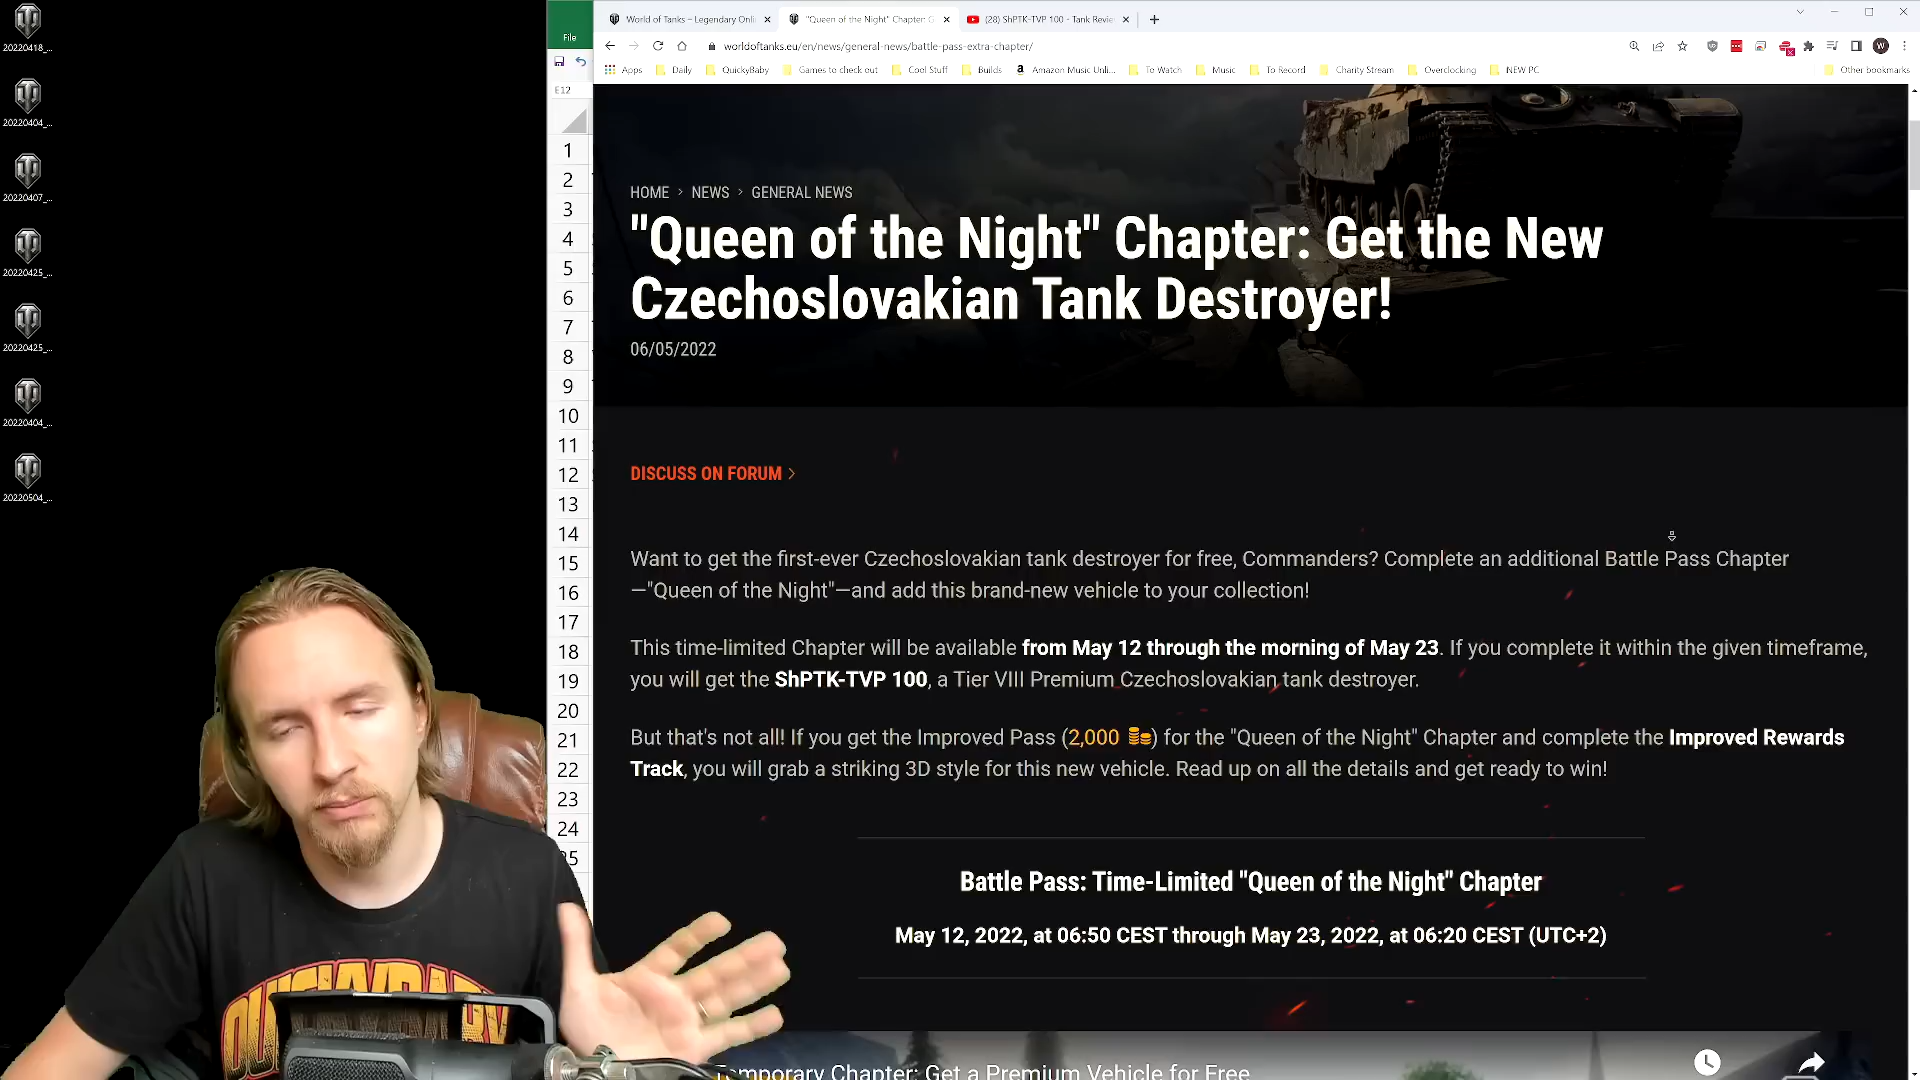 World of Tanks – Legendary Onli
"Queen of the Night" Chapter: G
(28) ShPTK-TVP 100 - Tank Revie
worldoftanks.eu/en/news/general-news/battle-pass-extra-chapter/
Apps Daily QuickyBaby Games to check out Cool Stuff Builds Amazon Music Unli... To Watch Music To Record Charity Stream Overclocking NEW PC Other bookmarks
20220418_...
20220404_...
20220407_...
20220425_...
20220425_...
20220404_...
20220504_...
File
E12
1
2
3
4
5
6
7
8
9
10
11
12
13
14
15
16
17
18
19
20
21
22
23
24
25
HOME > NEWS > GENERAL NEWS
"Queen of the Night" Chapter: Get the New
Czechoslovakian Tank Destroyer!
06/05/2022
DISCUSS ON FORUM >
Want to get the first-ever Czechoslovakian tank destroyer for free, Commanders? Complete an additional Battle Pass Chapter
—"Queen of the Night"—and add this brand-new vehicle to your collection!
This time-limited Chapter will be available from May 12 through the morning of May 23. If you complete it within the given timeframe,
you will get the ShPTK-TVP 100, a Tier VIII Premium Czechoslovakian tank destroyer.
But that's not all! If you get the Improved Pass (2,000) for the "Queen of the Night" Chapter and complete the Improved Rewards
Track, you will grab a striking 3D style for this new vehicle. Read up on all the details and get ready to win!
Battle Pass: Time-Limited "Queen of the Night" Chapter
May 12, 2022, at 06:50 CEST through May 23, 2022, at 06:20 CEST (UTC+2)
Temporary Chapter: Get a Premium Vehicle for Free